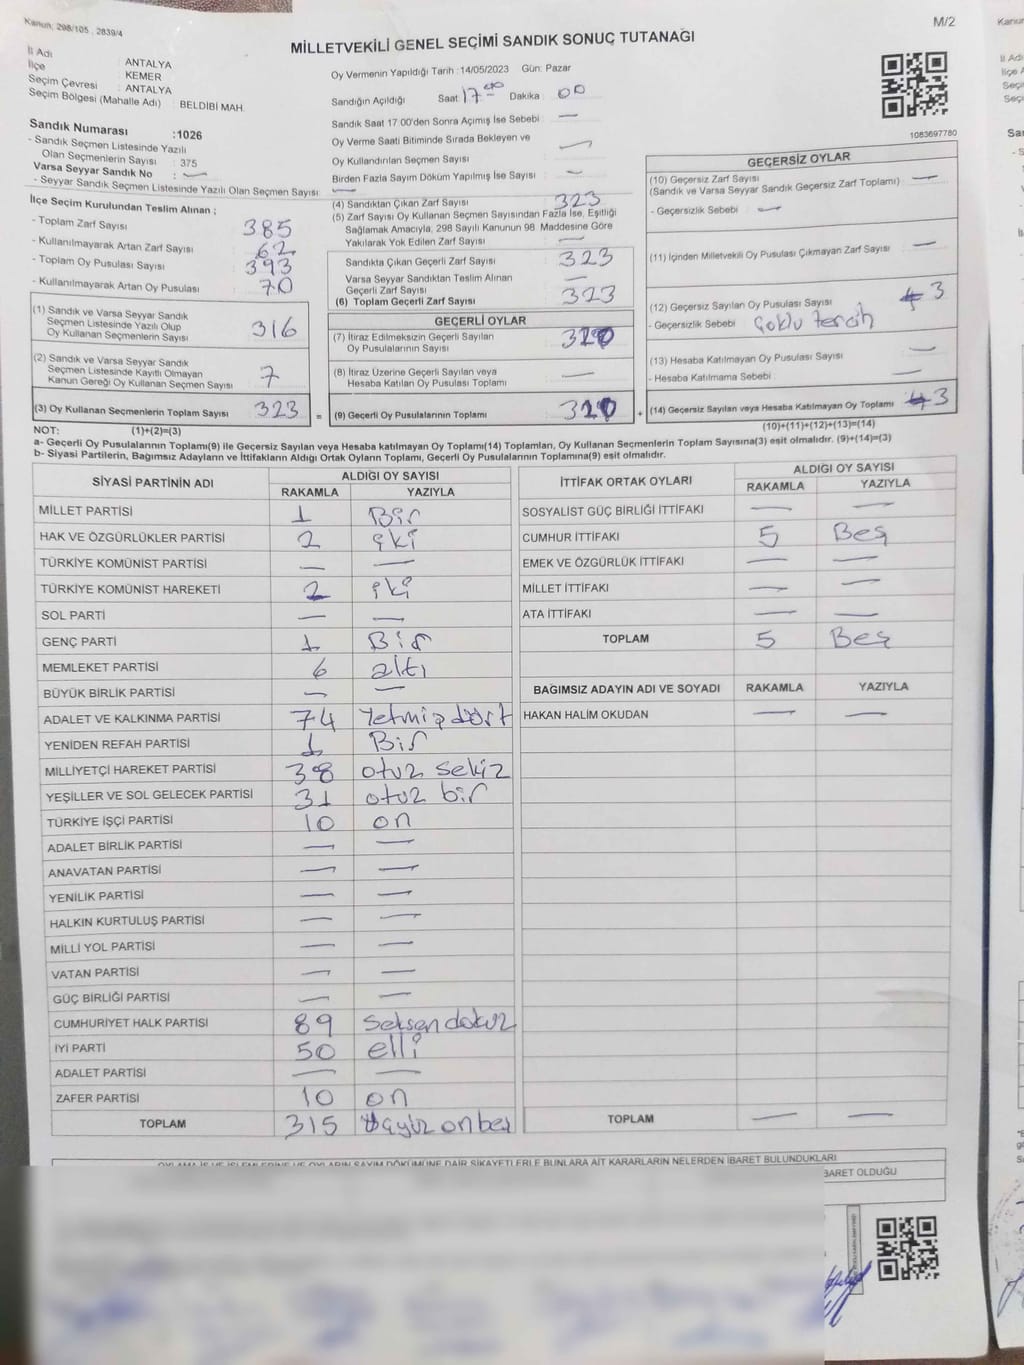 Kanun: 298/105 , 2839/4
M/2
MİLLETVEKİLİ GENEL SEÇİMİ SANDIK SONUÇ TUTANAĞI
İl Adı : ANTALYA
İlçe : KEMER
Seçim Çevresi : ANTALYA
Seçim Bölgesi (Mahalle Adı) : BELDİBİ MAH.
Oy Vermenin Yapıldığı Tarih :14/05/2023 Gün: Pazar
Sandığın Açıldığı Saat 17 00 Dakika 00
Sandık Saat 17:00'den Sonra Açımış İse Sebebi —
Oy Verme Saati Bitiminde Sırada Bekleyen ve
Oy Kullandırılan Seçmen Sayısı —
Birden Fazla Sayım Döküm Yapılmış İse Sayısı —
1083697780
Sandık Numarası :1026
- Sandık Seçmen Listesinde Yazılı
Olan Seçmenlerin Sayısı : 375
Varsa Seyyar Sandık No : —
- Seyyar Sandık Seçmen Listesinde Yazılı Olan Seçmen Sayısı : —
İlçe Seçim Kurulundan Teslim Alınan ;
- Toplam Zarf Sayısı : 385
- Kullanılmayarak Artan Zarf Sayısı : 62
- Toplam Oy Pusulası Sayısı : 393
- Kullanılmayarak Artan Oy Pusulası : 70
(1) Sandık ve Varsa Seyyar Sandık
Seçmen Listesinde Yazılı Olup
Oy Kullanan Seçmenlerin Sayısı : 316
(2) Sandık ve Varsa Seyyar Sandık
Seçmen Listesinde Kayıtlı Olmayan
Kanun Gereği Oy Kullanan Seçmen Sayısı : 7
(3) Oy Kullanan Seçmenlerin Toplam Sayısı : 323
(4) Sandıktan Çıkan Zarf Sayısı : 323
(5) Zarf Sayısı Oy Kullanan Seçmen Sayısından Fazla İse, Eşitliği
Sağlamak Amacıyla, 298 Sayılı Kanunun 98 Maddesine Göre
Yakılarak Yok Edilen Zarf Sayısı : —
Sandıkta Çıkan Geçerli Zarf Sayısı : 323
Varsa Seyyar Sandıktan Teslim Alınan
Geçerli Zarf Sayısı : —
(6) Toplam Geçerli Zarf Sayısı : 323
GEÇERLİ OYLAR
(7) İtiraz Edilmeksizin Geçerli Sayılan
Oy Pusulalarının Sayısı : 320
(8) İtiraz Üzerine Geçerli Sayılan veya
Hesaba Katılan Oy Pusulası Toplamı : —
= (9) Geçerli Oy Pusulalarının Toplamı : 320
GEÇERSİZ OYLAR
(10) Geçersiz Zarf Sayısı
(Sandık ve Varsa Seyyar Sandık Geçersiz Zarf Toplamı) : —
- Geçersizlik Sebebi : —
(11) İçinden Milletvekili Oy Pusulası Çıkmayan Zarf Sayısı : —
(12) Geçersiz Sayılan Oy Pusulası Sayısı : 3
- Geçersizlik Sebebi : çoklu tercih
(13) Hesaba Katılmayan Oy Pusulası Sayısı : —
- Hesaba Katılmama Sebebi : —
+ (14) Geçersiz Sayılan veya Hesaba Katılmayan Oy Toplamı : 3
(10)+(11)+(12)+(13)=(14)
NOT: (1)+(2)=(3)
a- Geçerli Oy Pusulalarının Toplamı(9) ile Geçersiz Sayılan veya Hesaba katılmayan Oy Toplamı(14) Toplamları, Oy Kullanan Seçmenlerin Toplam Sayısına(3) eşit olmalıdır. (9)+(14)=(3)
b- Siyasi Partilerin, Bağımsız Adayların ve İttifakların Aldığı Ortak Oyların Toplamı, Geçerli Oy Pusulalarının Toplamına(9) eşit olmalıdır.
SİYASİ PARTİNİN ADI ALDIĞI OY SAYISI
RAKAMLA YAZIYLA
MİLLET PARTİSİ 1 Bir
HAK VE ÖZGÜRLÜKLER PARTİSİ 2 iki
TÜRKİYE KOMÜNİST PARTİSİ — —
TÜRKİYE KOMÜNİST HAREKETİ 2 iki
SOL PARTİ — —
GENÇ PARTİ 1 Bir
MEMLEKET PARTİSİ 6 altı
BÜYÜK BİRLİK PARTİSİ — —
ADALET VE KALKINMA PARTİSİ 74 Yetmiş dört
YENİDEN REFAH PARTİSİ 1 Bir
MİLLİYETÇİ HAREKET PARTİSİ 38 otuz sekiz
YEŞİLLER VE SOL GELECEK PARTİSİ 31 otuz bir
TÜRKİYE İŞÇİ PARTİSİ 10 on
ADALET BİRLİK PARTİSİ — —
ANAVATAN PARTİSİ — —
YENİLİK PARTİSİ — —
HALKIN KURTULUŞ PARTİSİ — —
MİLLİ YOL PARTİSİ — —
VATAN PARTİSİ — —
GÜÇ BİRLİĞİ PARTİSİ — —
CUMHURİYET HALK PARTİSİ 89 seksen dokuz
İYİ PARTİ 50 elli
ADALET PARTİSİ — —
ZAFER PARTİSİ 10 on
TOPLAM 315 üçyüz onbeş
İTTİFAK ORTAK OYLARI ALDIĞI OY SAYISI
RAKAMLA YAZIYLA
SOSYALİST GÜÇ BİRLİĞİ İTTİFAKI — —
CUMHUR İTTİFAKI 5 Beş
EMEK VE ÖZGÜRLÜK İTTİFAKI — —
MİLLET İTTİFAKI — —
ATA İTTİFAKI — —
TOPLAM 5 Beş
BAĞIMSIZ ADAYIN ADI VE SOYADI RAKAMLA YAZIYLA
HAKAN HALİM OKUDAN — —
TOPLAM — —
OYLAMA İŞ VE İŞLEMLERİNE VE OYLARIN SAYIM DÖKÜMÜNE DAİR ŞİKAYETLERLE BUNLARA AİT KARARLARIN NELERDEN İBARET BULUNDUKLARI
BARET OLDUĞU